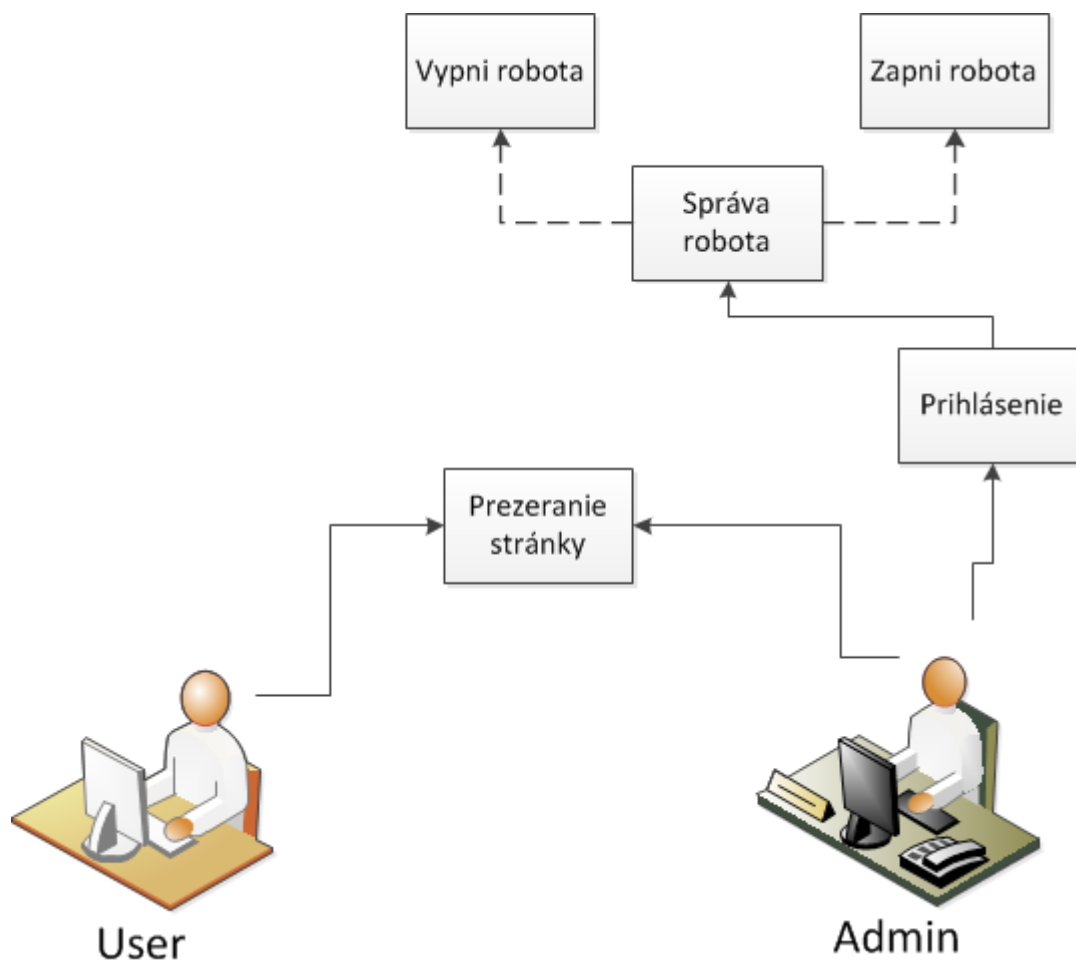 Vypni robota
Zapni robota
Správa
robota
Prihlásenie
Prezeranie
stránky
User
Admin